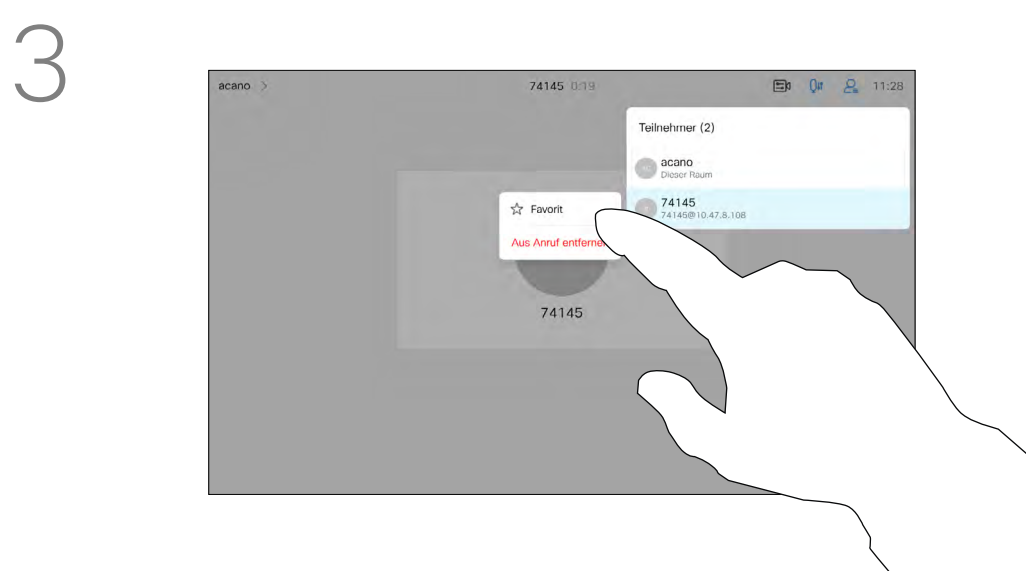 3
acano >
74145 0:19
11:28
Teilnehmer (2)
acano
Dieser Raum
74145
74145@10.47.8.108
Favorit
Aus Anruf entfernen
74145